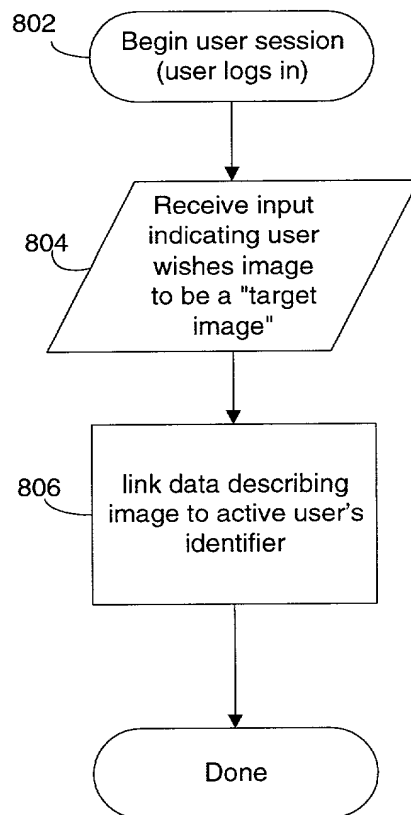 802
Begin user session
(user logs in)
804
Receive input
indicating user
wishes image
to be a "target
image"
806
link data describing
image to active user's
identifier
Done